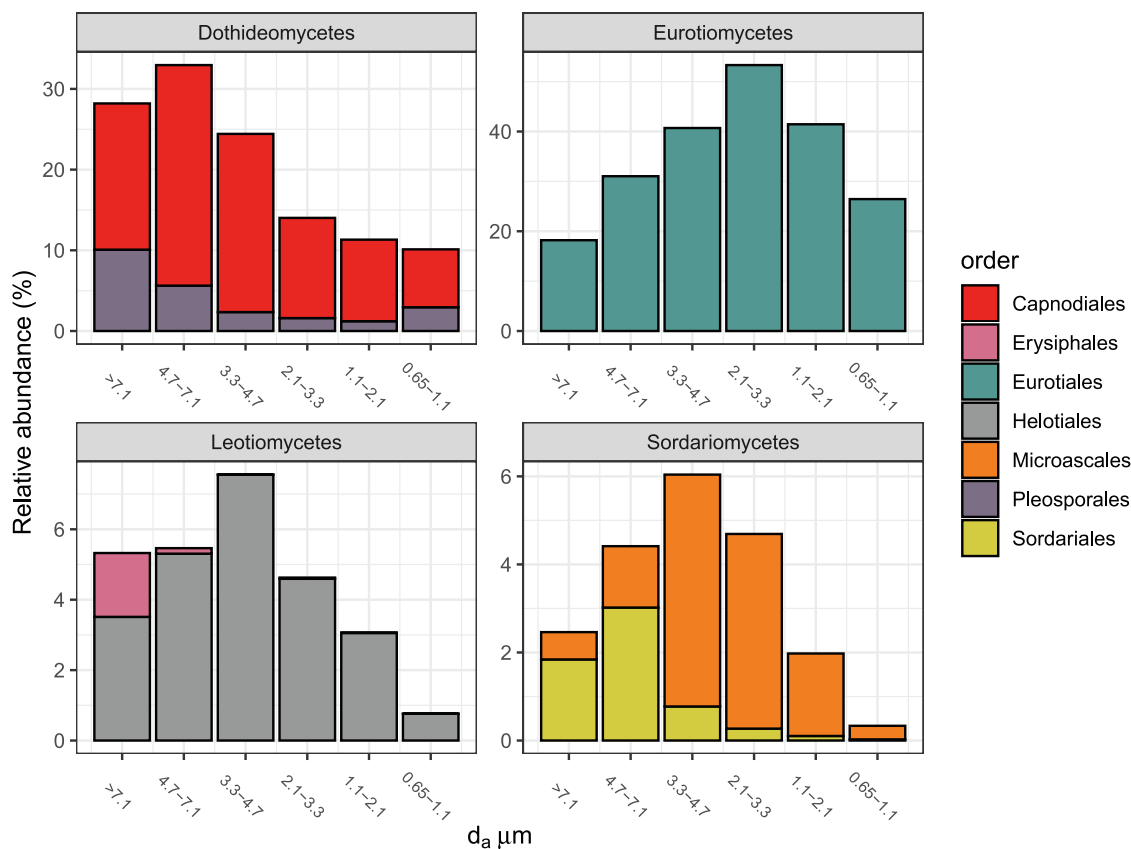 Dothideomycetes
Eurotiomycetes
30
20
10
0
40
20
0
>7.1
4.7−7.1
3.3−4.7
2.1−3.3
1.1−2.1
0.65−1.1
>7.1
4.7−7.1
3.3−4.7
2.1−3.3
1.1−2.1
0.65−1.1
Leotiomycetes
Sordariomycetes
6
4
2
0
6
4
2
0
>7.1
4.7−7.1
3.3−4.7
2.1−3.3
1.1−2.1
0.65−1.1
>7.1
4.7−7.1
3.3−4.7
2.1−3.3
1.1−2.1
0.65−1.1
Relative abundance (%)
da μm
order
Capnodiales
Erysiphales
Eurotiales
Helotiales
Microascales
Pleosporales
Sordariales